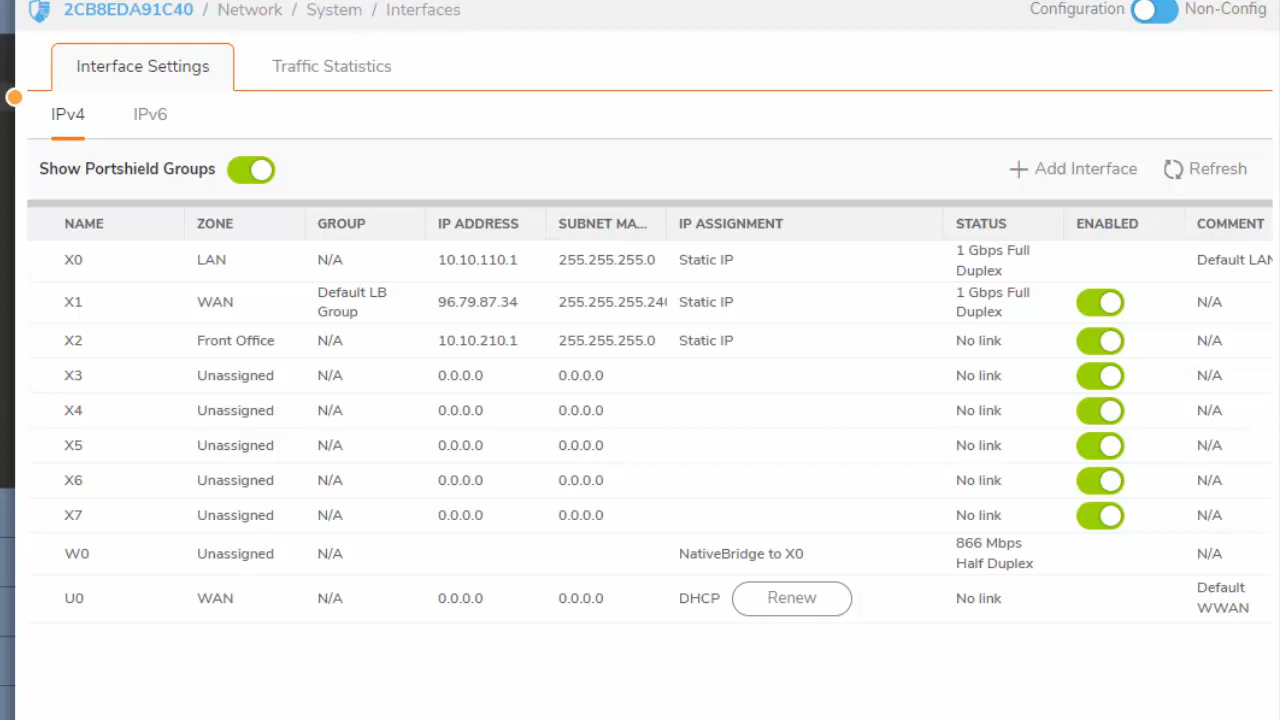 2CB8EDA91C40 / Network / System / Interfaces Configuration Non-Config
Interface Settings Traffic Statistics
IPv4 IPv6
Show Portshield Groups Add Interface Refresh
NAME ZONE GROUP IP ADDRESS SUBNET MA... IP ASSIGNMENT STATUS ENABLED COMMENT
X0 LAN N/A 10.10.110.1 255.255.255.0 Static IP 1 Gbps Full Duplex Default LAN
X1 WAN Default LB Group 96.79.87.34 255.255.255.240 Static IP 1 Gbps Full Duplex N/A
X2 Front Office N/A 10.10.210.1 255.255.255.0 Static IP No link N/A
X3 Unassigned N/A 0.0.0.0 0.0.0.0 No link N/A
X4 Unassigned N/A 0.0.0.0 0.0.0.0 No link N/A
X5 Unassigned N/A 0.0.0.0 0.0.0.0 No link N/A
X6 Unassigned N/A 0.0.0.0 0.0.0.0 No link N/A
X7 Unassigned N/A 0.0.0.0 0.0.0.0 No link N/A
W0 Unassigned N/A NativeBridge to X0 866 Mbps Half Duplex N/A
U0 WAN N/A 0.0.0.0 0.0.0.0 DHCP Renew No link Default WWAN